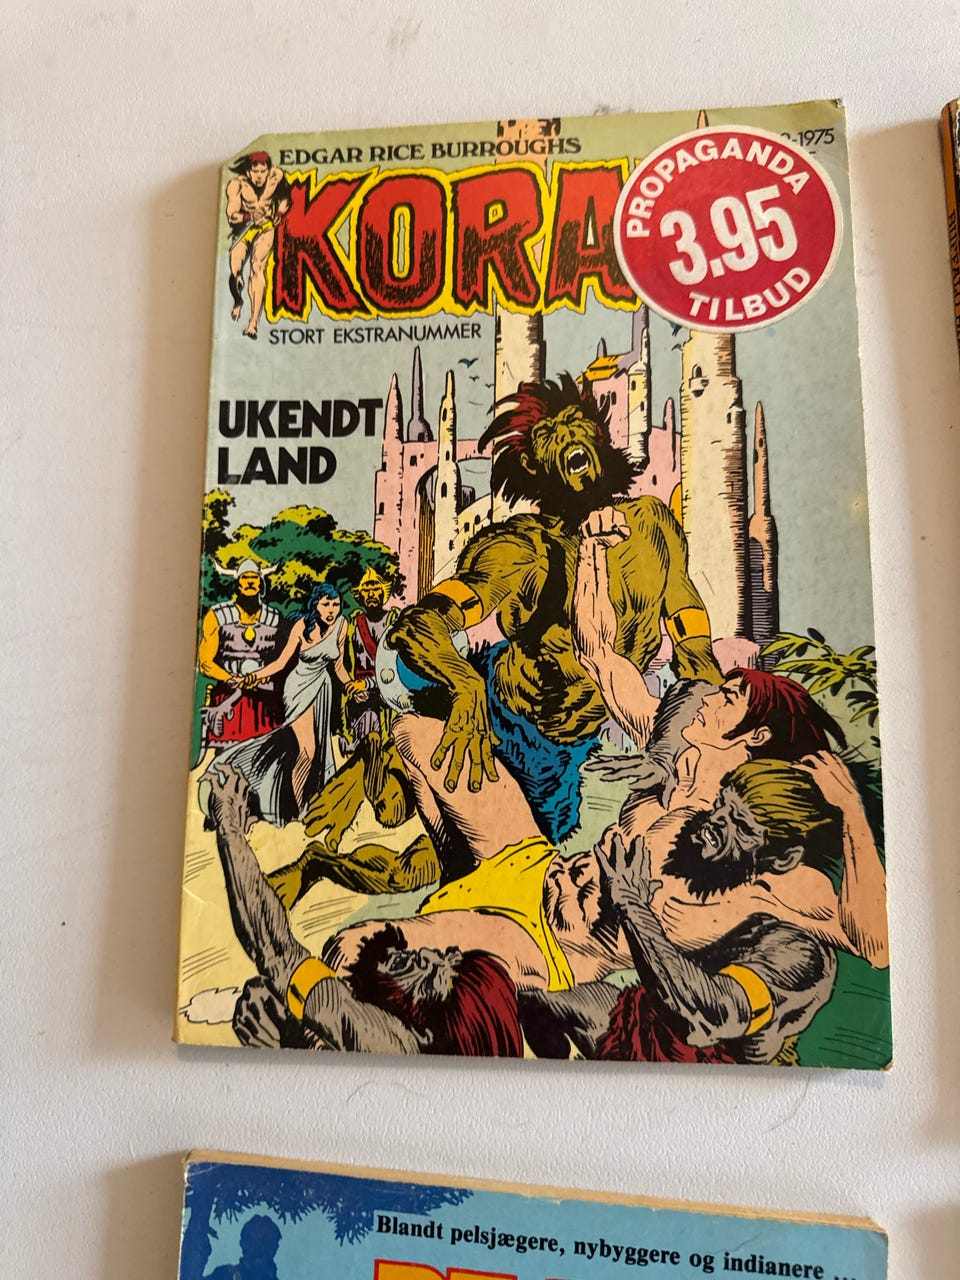 EDGAR RICE BURROUGHS
KORA
-1975
PROPAGANDA
3.95
TILBUD
STORT EKSTRANUMMER
UKENDT
LAND
Blandt pelsjægere, nybyggere og indianere ...